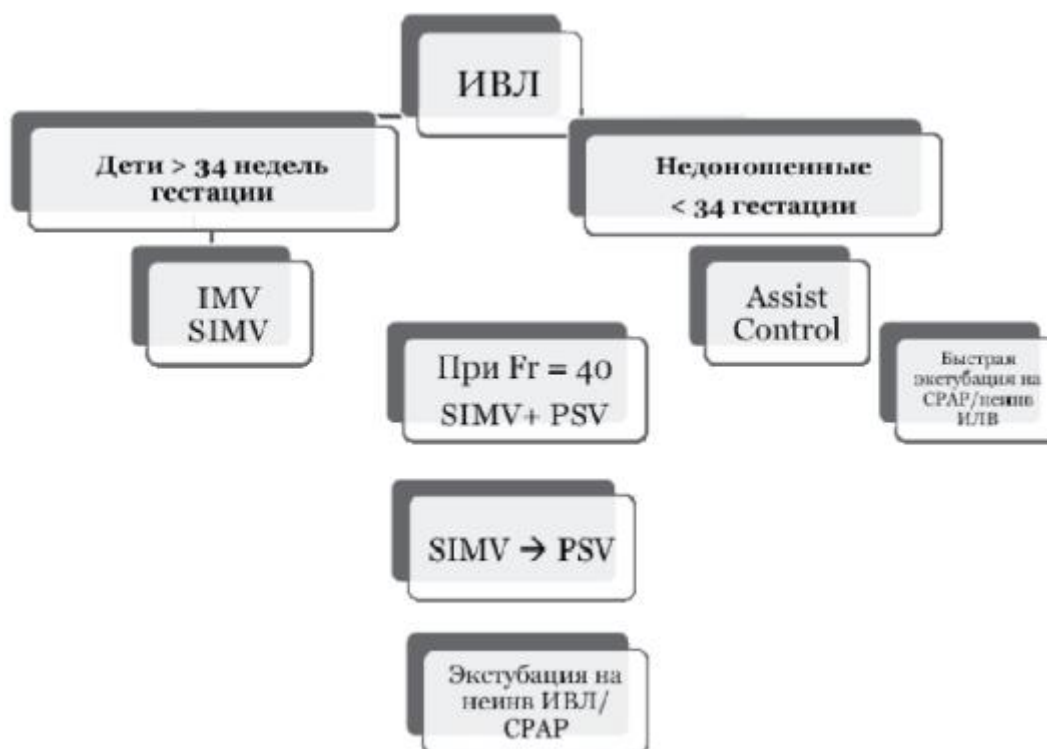 ИВЛ
Дети > 34 недель
гестации
Недоношенные
< 34 гестации
IMV
SIMV
Assist
Control
При Fr = 40
SIMV+ PSV
Быстрая
экстубация на
CPAP/неинв
ИЛВ
SIMV → PSV
Экстубация на
неинв ИВЛ/
CPAP